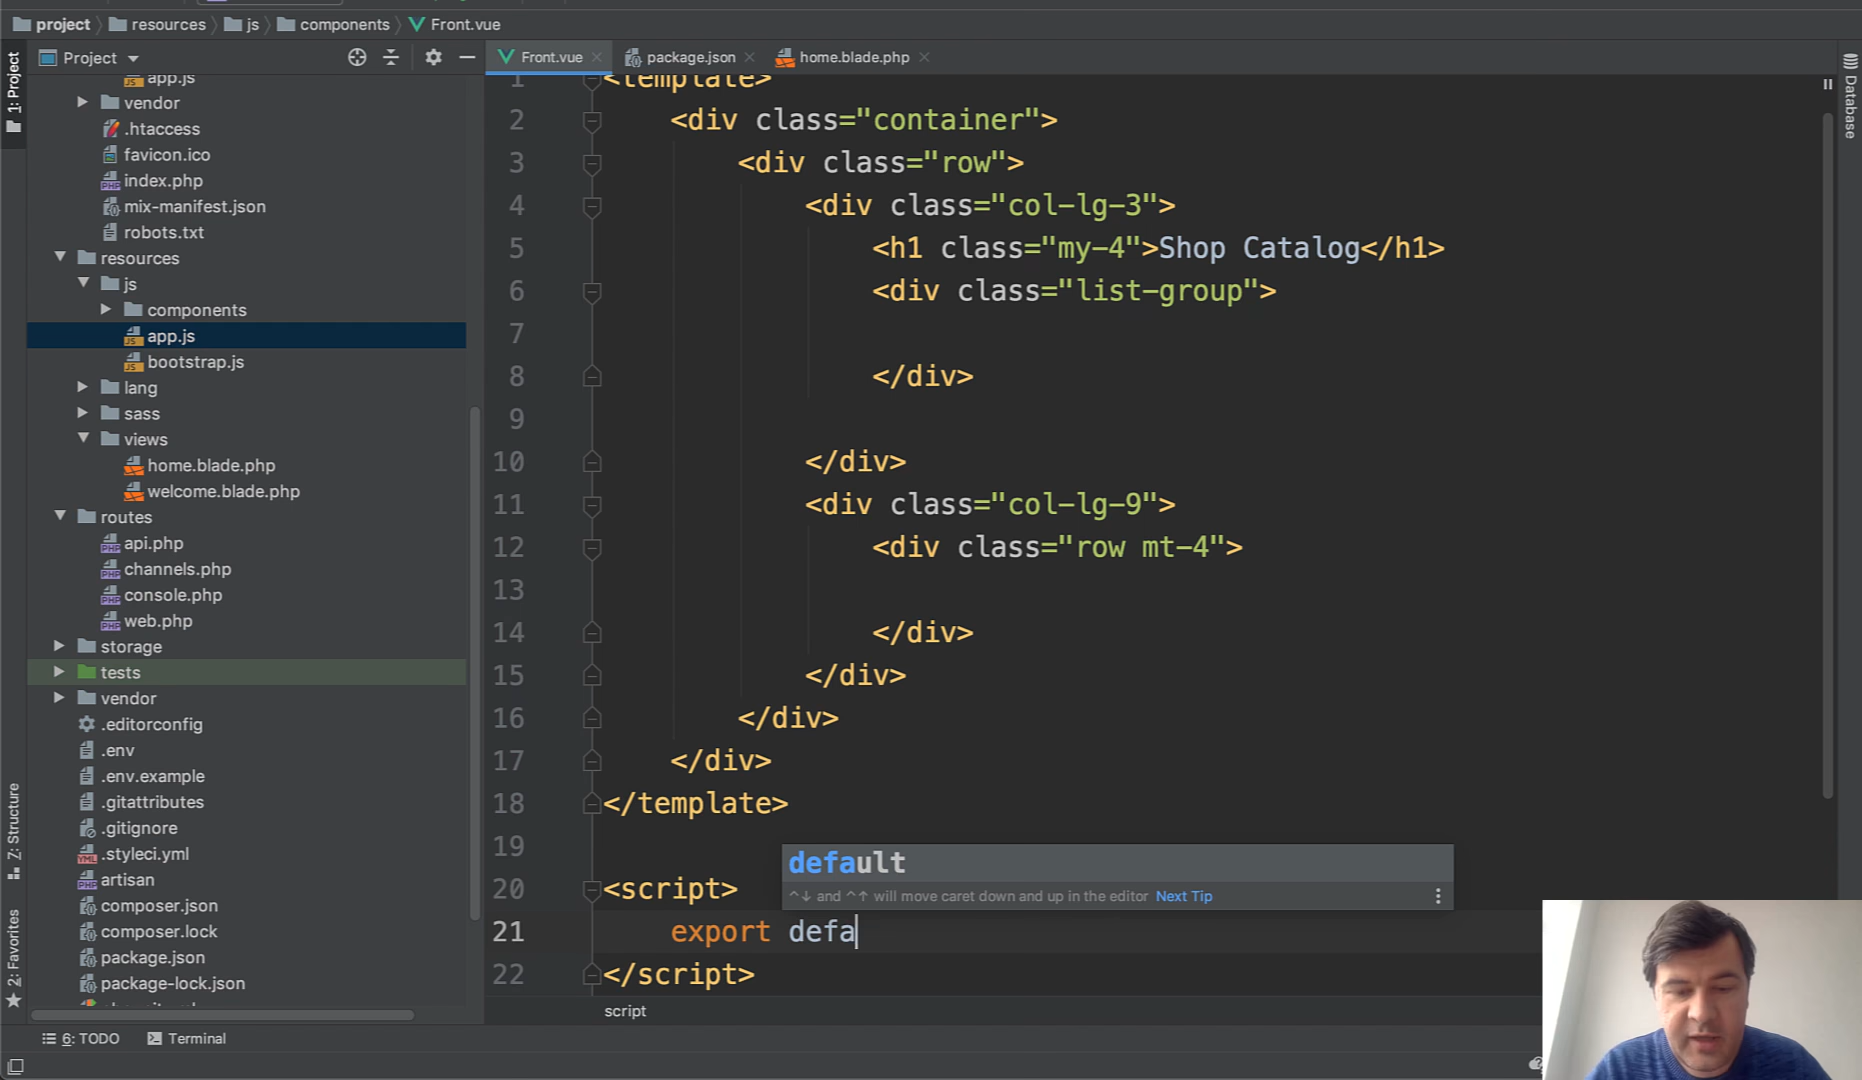 project resources js components Front.vue
Project
Front.vue package.json home.blade.php
1: Project
Database
app.js
vendor
.htaccess
favicon.ico
index.php
mix-manifest.json
robots.txt
resources
js
components
app.js
bootstrap.js
lang
sass
views
home.blade.php
welcome.blade.php
routes
api.php
channels.php
console.php
web.php
storage
tests
vendor
.editorconfig
.env
.env.example
.gitattributes
.gitignore
.styleci.yml
artisan
composer.json
composer.lock
package.json
package-lock.json
Z: Structure
2: Favorites
1 <template>
2 <div class="container">
3 <div class="row">
4 <div class="col-lg-3">
5 <h1 class="my-4">Shop Catalog</h1>
6 <div class="list-group">
7
8 </div>
9
10 </div>
11 <div class="col-lg-9">
12 <div class="row mt-4">
13
14 </div>
15 </div>
16 </div>
17 </div>
18 </template>
19
default
^↓ and ^↑ will move caret down and up in the editor Next Tip
20 <script>
21 export defa
22 </script>
script
6: TODO Terminal